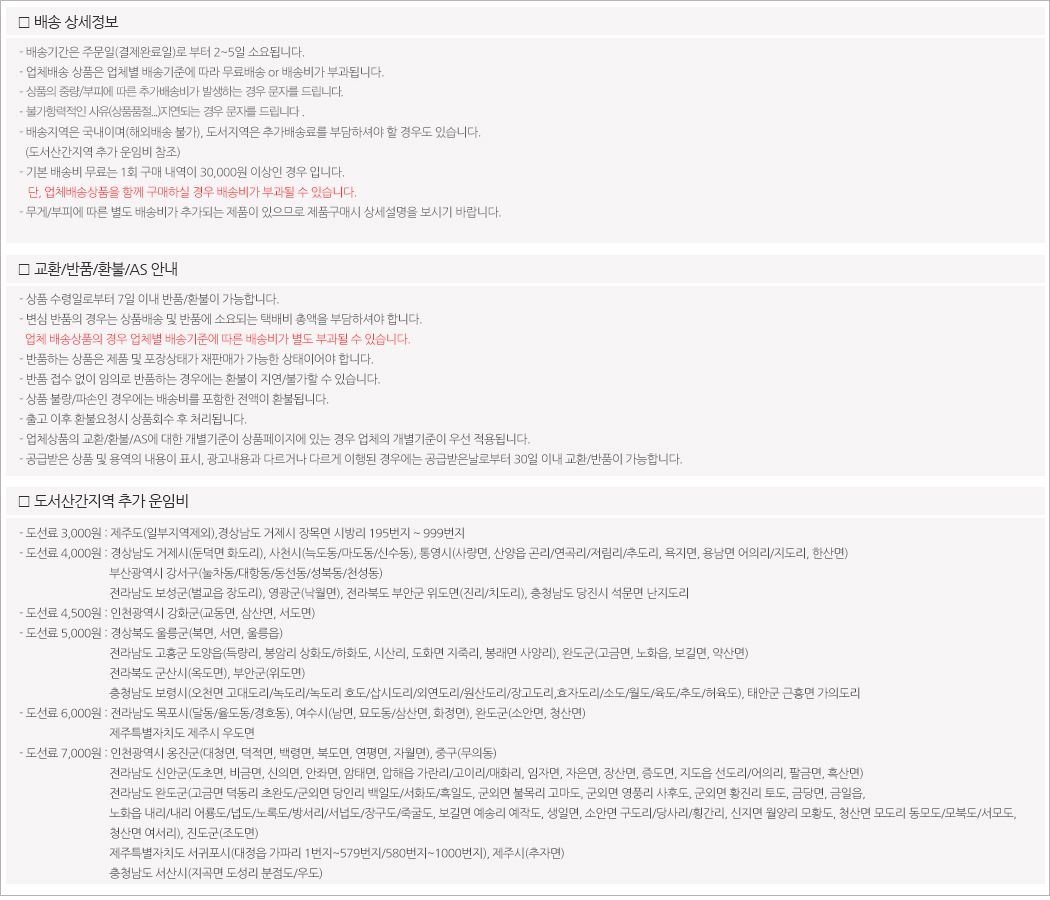 □ 배송 상세정보
- 배송기간은 주문일(결제완료일)로 부터 2~5일 소요됩니다.
- 업체배송 상품은 업체별 배송기준에 따라 무료배송 or 배송비가 부과됩니다.
- 상품의 중량/부피에 따른 추가배송비가 발생하는 경우 문자를 드립니다.
- 불가항력적인 사유(상품품절...)지연되는 경우 문자를 드립니다 .
- 배송지역은 국내이며(해외배송 불가), 도서지역은 추가배송료를 부담하셔야 할 경우도 있습니다.
(도서산간지역 추가 운임비 참조)
- 기본 배송비 무료는 1회 구매 내역이 30,000원 이상인 경우 입니다.
단, 업체배송상품을 함께 구매하실 경우 배송비가 부과될 수 있습니다.
- 무게/부피에 따른 별도 배송비가 추가되는 제품이 있으므로 제품구매시 상세설명을 보시기 바랍니다.
□ 교환/반품/환불/AS 안내
- 상품 수령일로부터 7일 이내 반품/환불이 가능합니다.
- 변심 반품의 경우는 상품배송 및 반품에 소요되는 택배비 총액을 부담하셔야 합니다.
업체 배송상품의 경우 업체별 배송기준에 따른 배송비가 별도 부과될 수 있습니다.
- 반품하는 상품은 제품 및 포장상태가 재판매가 가능한 상태이어야 합니다.
- 반품 접수 없이 임의로 반품하는 경우에는 환불이 지연/불가할 수 있습니다.
- 상품 불량/파손인 경우에는 배송비를 포함한 전액이 환불됩니다.
- 출고 이후 환불요청시 상품회수 후 처리됩니다.
- 업체상품의 교환/환불/AS에 대한 개별기준이 상품페이지에 있는 경우 업체의 개별기준이 우선 적용됩니다.
- 공급받은 상품 및 용역의 내용이 표시, 광고내용과 다르거나 다르게 이행된 경우에는 공급받은날로부터 30일 이내 교환/반품이 가능합니다.
□ 도서산간지역 추가 운임비
- 도선료 3,000원 : 제주도(일부지역제외),경상남도 거제시 장목면 시방리 195번지 ~ 999번지
- 도선료 4,000원 : 경상남도 거제시(둔덕면 화도리), 사천시(늑도동/마도동/신수동), 통영시(사량면, 산양읍 곤리/연곡리/저림리/추도리, 욕지면, 용남면 어의리/지도리, 한산면)
부산광역시 강서구(눌차동/대항동/동선동/성북동/천성동)
전라남도 보성군(벌교읍 장도리), 영광군(낙월면), 전라북도 부안군 위도면(진리/치도리), 충청남도 당진시 석문면 난지도리
- 도선료 4,500원 : 인천광역시 강화군(교동면, 삼산면, 서도면)
- 도선료 5,000원 : 경상북도 울릉군(북면, 서면, 울릉읍)
전라남도 고흥군 도양읍(득량리, 봉암리 상화도/하화도, 시산리, 도화면 지죽리, 봉래면 사양리), 완도군(고금면, 노화읍, 보길면, 약산면)
전라북도 군산시(옥도면), 부안군(위도면)
충청남도 보령시(오천면 고대도리/녹도리/녹도리 호도/삽시도리/외연도리/원산도리/장고도리,효자도리/소도/월도/육도/추도/허육도), 태안군 근흥면 가의도리
- 도선료 6,000원 : 전라남도 목포시(달동/율도동/경호동), 여수시(남면, 묘도동/삼산면, 화정면), 완도군(소안면, 청산면)
제주특별자치도 제주시 우도면
- 도선료 7,000원 : 인천광역시 옹진군(대청면, 덕적면, 백령면, 북도면, 연평면, 자월면), 중구(무의동)
전라남도 신안군(도초면, 비금면, 신의면, 안좌면, 암태면, 압해읍 가란리/고이리/매화리, 임자면, 자은면, 장산면, 증도면, 지도읍 선도리/어의리, 팔금면, 흑산면)
전라남도 완도군(고금면 덕동리 초완도/군외면 당인리 백일도/서화도/흑일도, 군외면 불목리 고마도, 군외면 영풍리 사후도, 군외면 황진리 토도, 금당면, 금일읍,
노화읍 내리/내리 어룡도/넙도/노록도/방서리/서넙도/장구도/죽굴도, 보길면 예송리 예작도, 생일면, 소안면 구도리/당사리/횡간리, 신지면 월양리 모황도, 청산면 모도리 동모도/모북도/서모도,
청산면 여서리), 진도군(조도면)
제주특별자치도 서귀포시(대정읍 가파리 1번지~579번지/580번지~1000번지), 제주시(추자면)
충청남도 서산시(지곡면 도성리 분점도/우도)